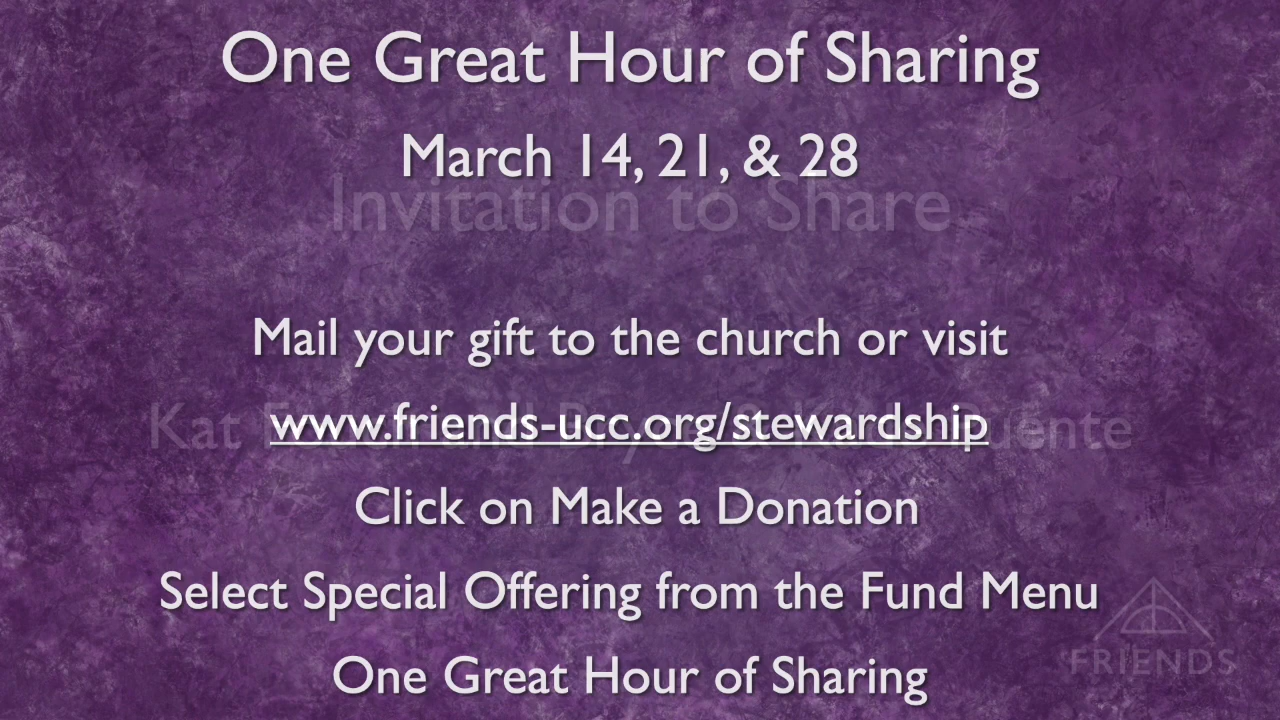 One Great Hour of Sharing
March 14, 21, & 28
Invitation to Share
Mail your gift to the church or visit
www.friends-ucc.org/stewardship
Kat
Click on Make a Donation
Select Special Offering from the Fund Menu
One Great Hour of Sharing
FRIENDS